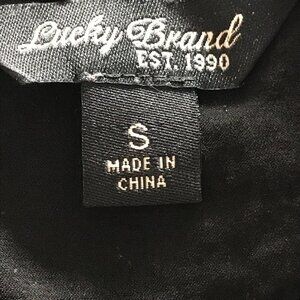 Lucky Brand
EST. 1990
S
MADE IN
CHINA